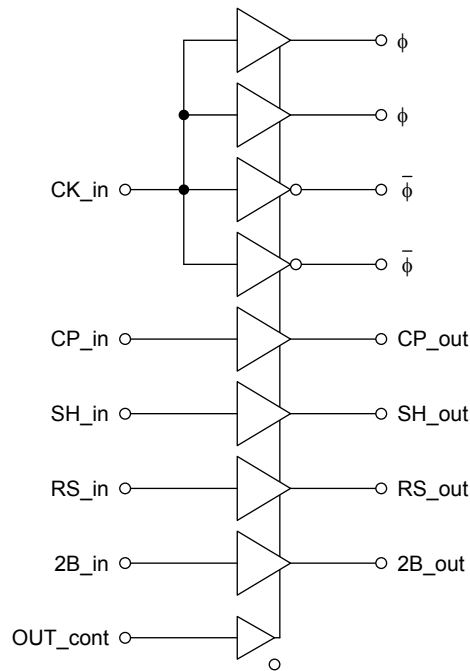 ϕ
ϕ
CK_in ϕ̅
ϕ̅
CP_in CP_out
SH_in SH_out
RS_in RS_out
2B_in 2B_out
OUT_cont